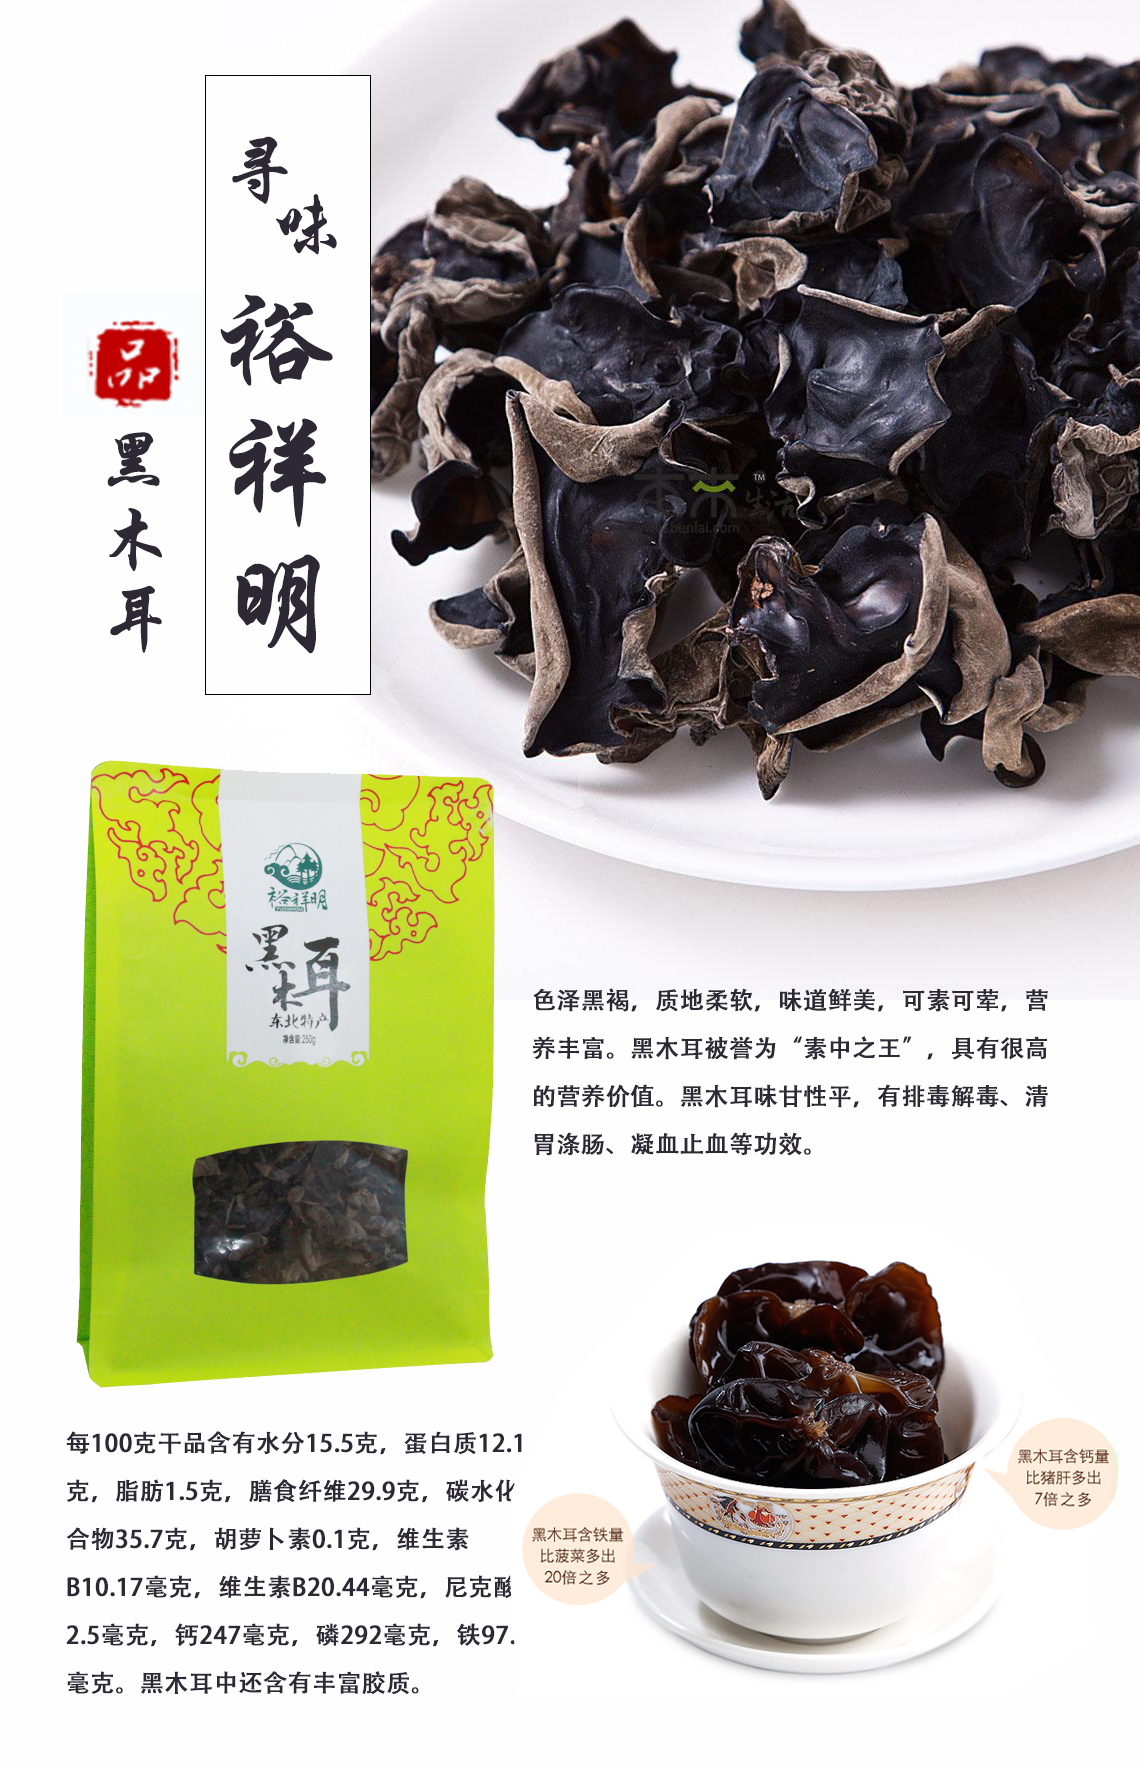 寻味
裕祥明
品
黑木耳
本来生活
TM
benlai.com
裕祥明
黑木耳
东北特产
净含量:250g
色泽黑褐，质地柔软，味道鲜美，可素可荤，营
养丰富。黑木耳被誉为“素中之王”，具有很高
的营养价值。黑木耳味甘性平，有排毒解毒、清
胃涤肠、凝血止血等功效。
每100克干品含有水分15.5克，蛋白质12.1
克，脂肪1.5克，膳食纤维29.9克，碳水化
合物35.7克，胡萝卜素0.1克，维生素
B10.17毫克，维生素B20.44毫克，尼克酸
2.5毫克，钙247毫克，磷292毫克，铁97.
毫克。黑木耳中还含有丰富胶质。
黑木耳含铁量
比菠菜多出
20倍之多
黑木耳含钙量
比猪肝多出
7倍之多